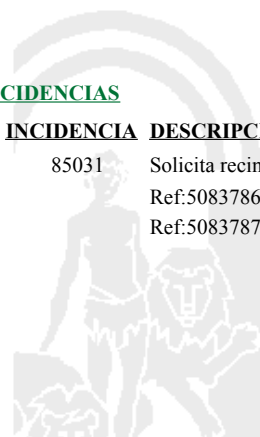 CIDENCIAS
INCIDENCIA DESCRIPC
85031 Solicita recin
Ref:5083786
Ref:5083787